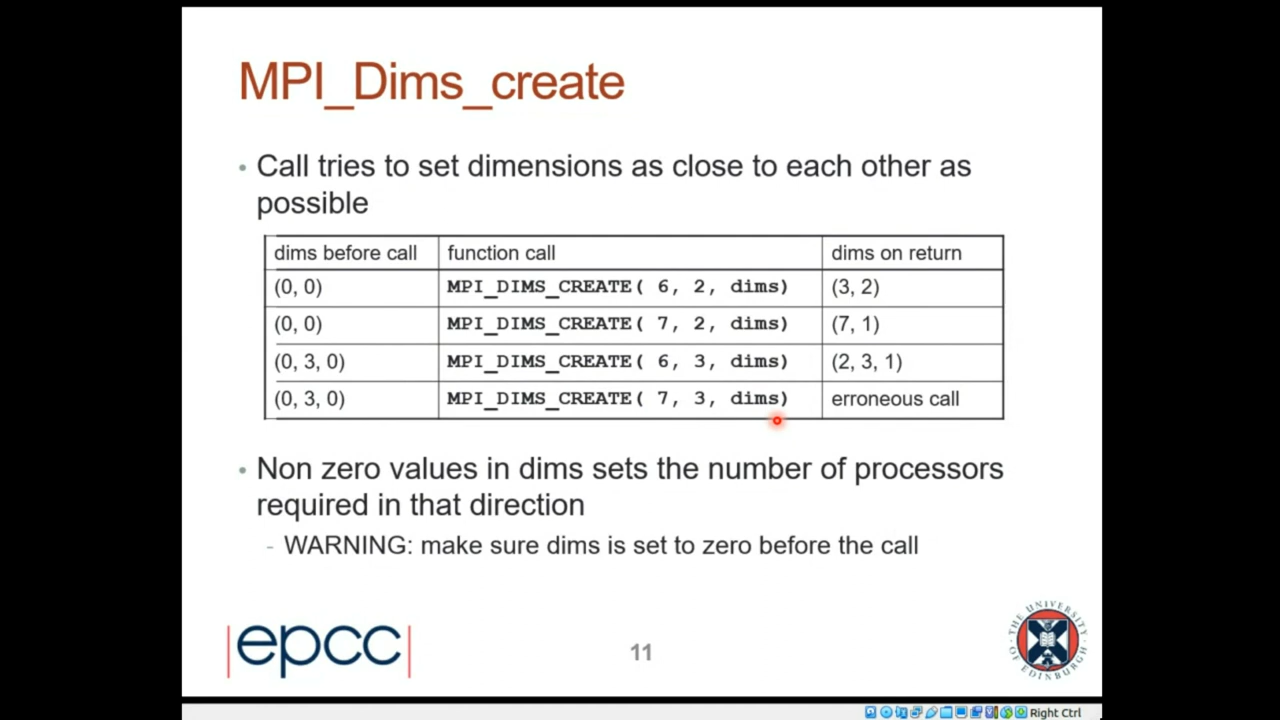 MPI_Dims_create
• Call tries to set dimensions as close to each other as
possible
dims before call function call dims on return
(0, 0) MPI_DIMS_CREATE( 6, 2, dims) (3, 2)
(0, 0) MPI_DIMS_CREATE( 7, 2, dims) (7, 1)
(0, 3, 0) MPI_DIMS_CREATE( 6, 3, dims) (2, 3, 1)
(0, 3, 0) MPI_DIMS_CREATE( 7, 3, dims) erroneous call
• Non zero values in dims sets the number of processors
required in that direction
- WARNING: make sure dims is set to zero before the call
epcc
11
THE UNIVERSITY OF EDINBURGH
Right Ctrl